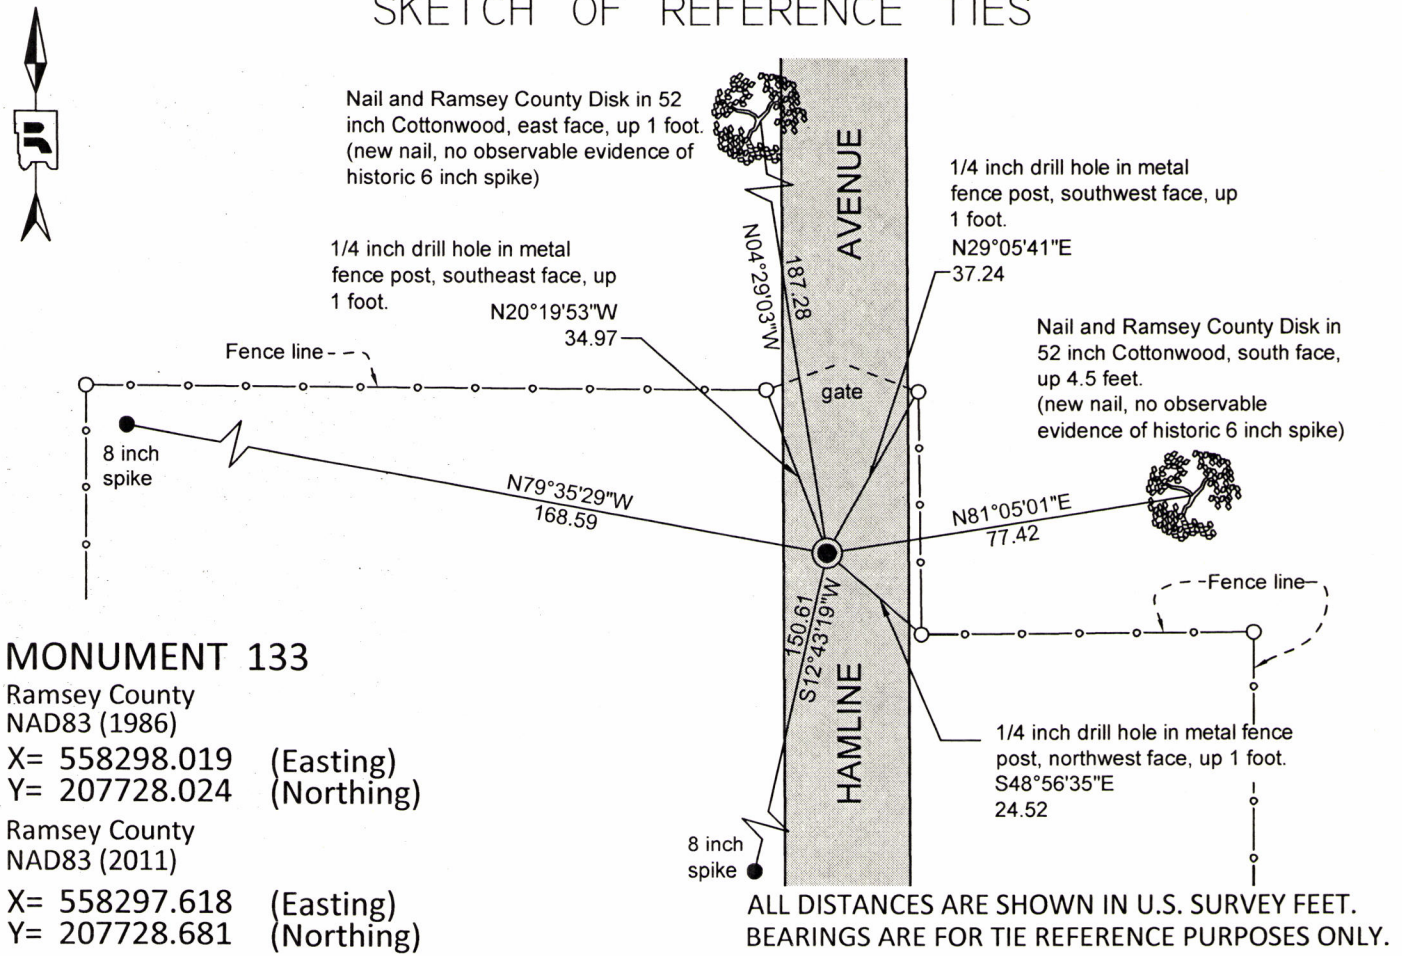 SKETCH OF REFERENCE TIES
Nail and Ramsey County Disk in 52
inch Cottonwood, east face, up 1 foot.
(new nail, no observable evidence of
historic 6 inch spike)
1/4 inch drill hole in metal
fence post, southwest face, up
1 foot.
N29°05'41"E
37.24
1/4 inch drill hole in metal
fence post, southeast face, up
1 foot.
N20°19'53"W
34.97
N04°29'03"W
187.28
AVENUE
Nail and Ramsey County Disk in
52 inch Cottonwood, south face,
up 4.5 feet.
(new nail, no observable
evidence of historic 6 inch spike)
Fence line
gate
8 inch
spike
N79°35'29"W
168.59
N81°05'01"E
77.42
Fence line
150.61
S12°43'19"W
HAMLINE
1/4 inch drill hole in metal fence
post, northwest face, up 1 foot.
S48°56'35"E
24.52
8 inch
spike
MONUMENT 133
Ramsey County
NAD83 (1986)
X= 558298.019 (Easting)
Y= 207728.024 (Northing)
Ramsey County
NAD83 (2011)
X= 558297.618 (Easting)
Y= 207728.681 (Northing)
ALL DISTANCES ARE SHOWN IN U.S. SURVEY FEET.
BEARINGS ARE FOR TIE REFERENCE PURPOSES ONLY.